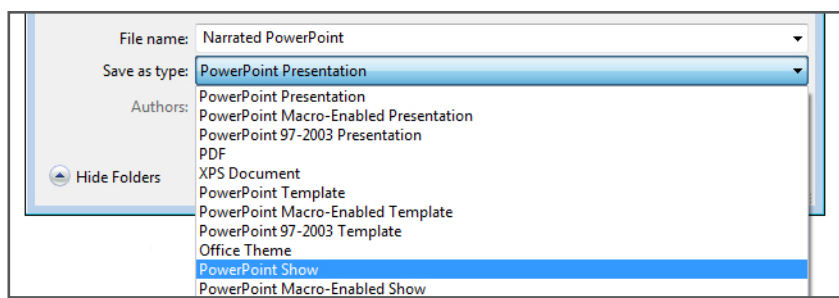 File name: Narrated PowerPoint
Save as type: PowerPoint Presentation
Authors:
PowerPoint Presentation
PowerPoint Macro-Enabled Presentation
PowerPoint 97-2003 Presentation
PDF
XPS Document
PowerPoint Template
PowerPoint Macro-Enabled Template
PowerPoint 97-2003 Template
Office Theme
PowerPoint Show
PowerPoint Macro-Enabled Show
Hide Folders